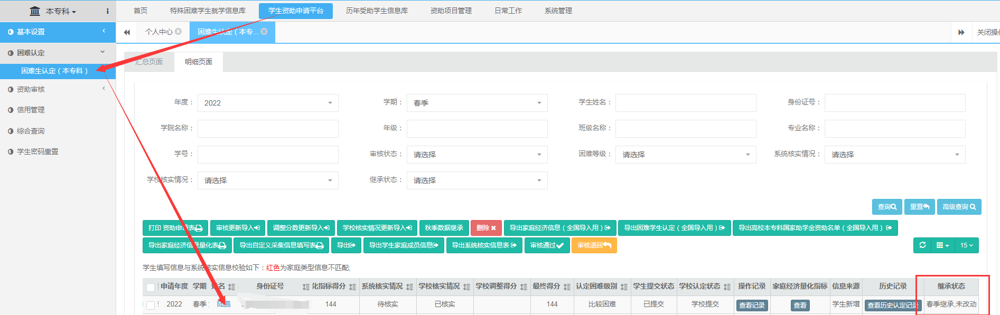 本专科 首页 特殊困难学生就学信息库 学生资助申请平台 历年受助学生信息库 资助项目管理 日常工作 系统管理
基本设置 个人中心 困难生认定（本专... 关闭操作
困难认定
困难生认定（本专科）
资助审核
信用管理
综合查询
学生密码重置
汇总页面 明细页面
年度： 2022 学期： 春季 学生姓名： 身份证号：
学院名称： 年级： 班级名称： 专业名称：
学号： 审核状态： 请选择 困难等级： 请选择 系统核实情况： 请选择
学校核实情况： 请选择 继承状态： 请选择
查询 重置 高级查询
打印 资助申请表 审核更新导入 调整分数更新导入 学校核实情况更新导入 秋季数据继承 删除 导出家庭经济信息（全国导入用） 导出困难学生认定（全国导入用） 导出高校本专科国家助学金资助名单（全国导入用）
导出家庭经济信息量化表 导出自定义采集信息填写表 导出 导出学生家庭成员信息 导出系统核实信息表 审核通过 审核退回 15
学生填写信息与系统核实信息校验如下：红色为家庭类型信息不匹配;
申请年度 学期 姓名 身份证号 化指标得分 系统核实情况 学校核实情况 学校调整得分 最终得分 认定困难级别 学生提交状态 学校认定状态 操作记录 家庭经济量化指标 信息来源 历史记录 继承状态
2022 春季 陆鹏 144 待核实 已核实 144 比较困难 已提交 学校提交 查看记录 查看 学生新增 查看历史认定记录 春季继承,未改动